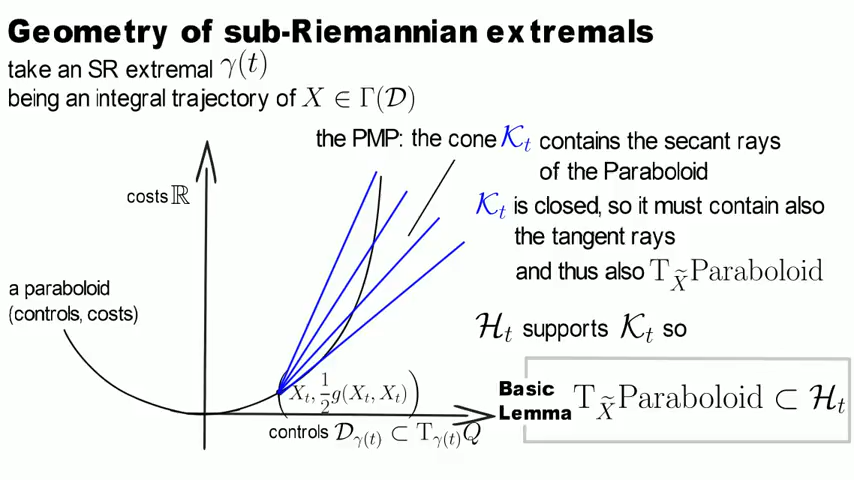 Geometry of sub-Riemannian extremals
take an SR extremal γ(t)
being an integral trajectory of X ∈ Γ(𝒟)
the PMP: the cone 𝒦_t contains the secant rays
of the Paraboloid
costs ℝ
𝒦_t is closed, so it must contain also
the tangent rays
and thus also T_X̃ Paraboloid
a paraboloid
(controls, costs)
ℋ_t supports 𝒦_t so
(X_t, ½g(X_t, X_t))
Basic Lemma T_X̃ Paraboloid ⊂ ℋ_t
controls 𝒟_γ(t) ⊂ T_γ(t)Q